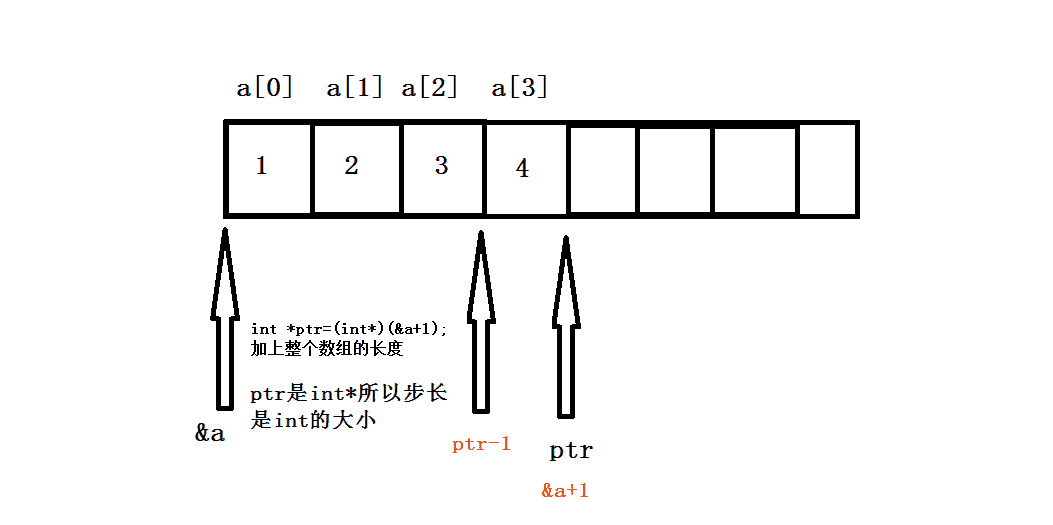 a[0] a[1] a[2] a[3]
1 2 3 4
int *ptr=(int*)(&a+1);
加上整个数组的长度
ptr是int*所以步长
是int的大小
&a
ptr-1
ptr
&a+1